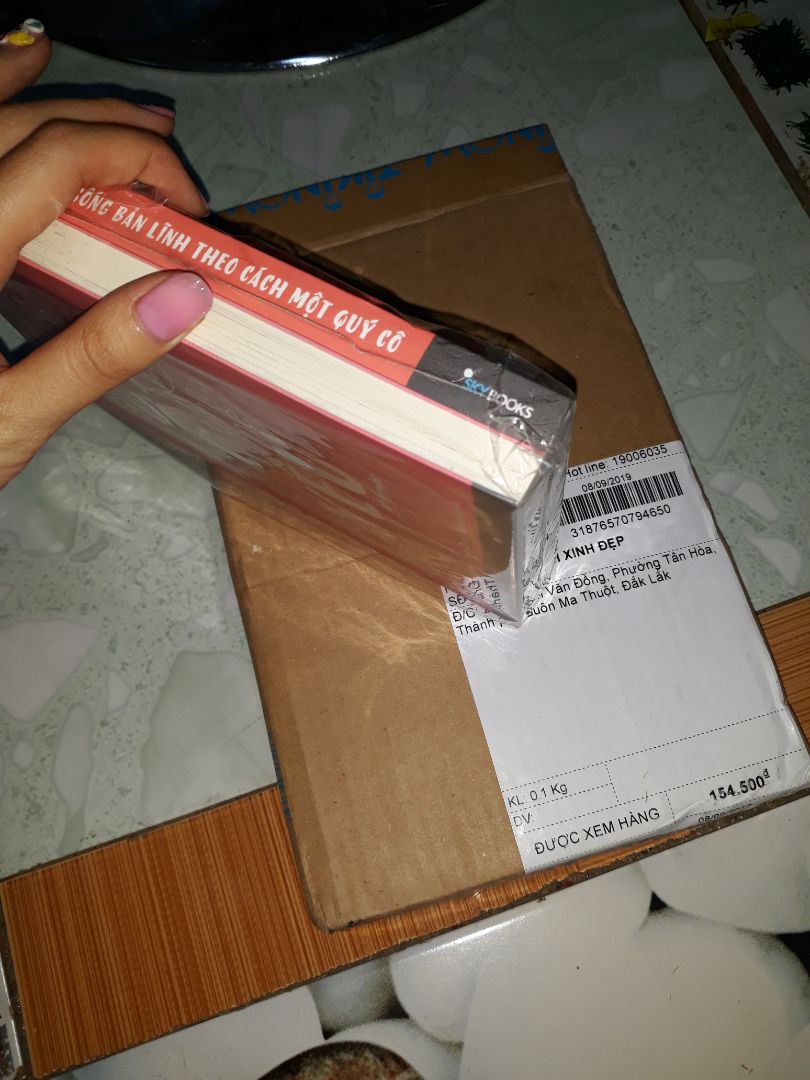 SỐNG BẢN LĨNH THEO CÁCH MỘT QUÝ CÔ
SKYBOOKS
Hot line: 19006035
08/09/2019
31876570794650
XINH ĐẸP
Văn Đồng, Phường Tân Hòa,
Thành Buôn Ma Thuột, Đắk Lắk
KL: 0.1 Kg
DV:
154.500đ
ĐƯỢC XEM HÀNG